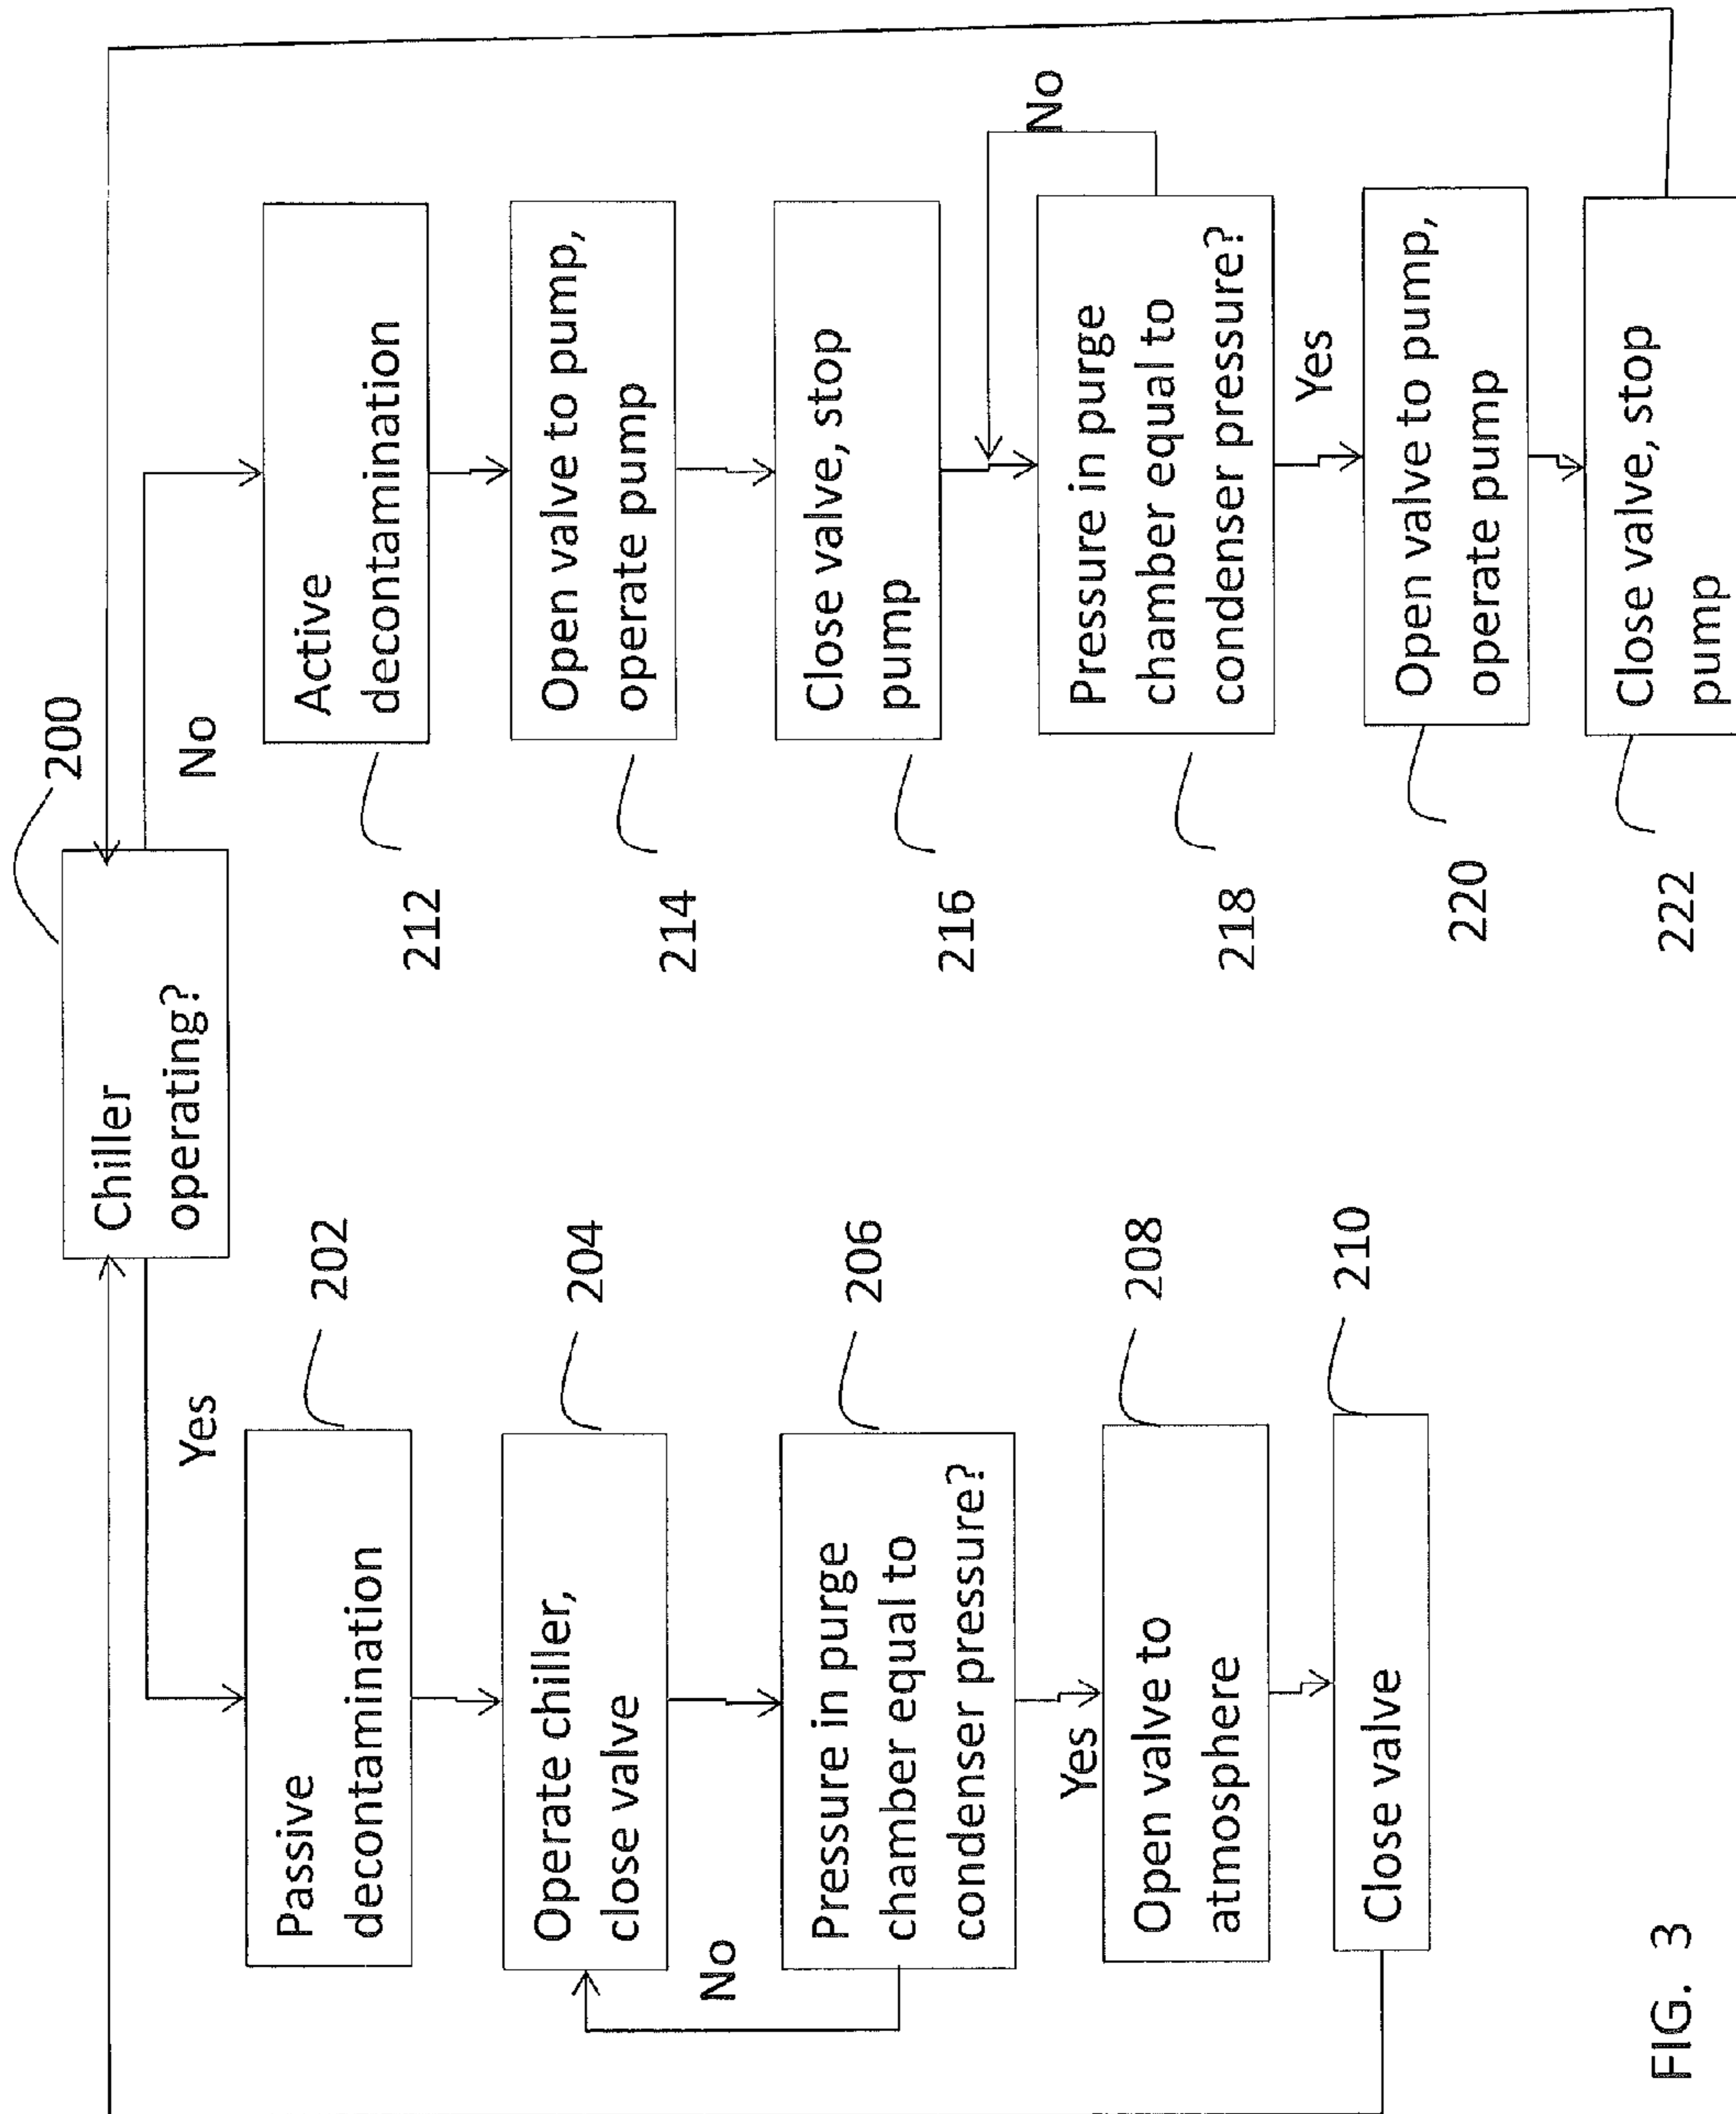 200
Chiller
operating?
Yes
No
Passive
decontamination
202
Operate chiller,
close valve
204
No
Pressure in purge
chamber equal to
condenser pressure?
206
Yes
Open valve to
atmosphere
208
Close valve
210
Active
decontamination
212
Open valve to pump,
operate pump
214
Close valve, stop
pump
216
No
Pressure in purge
chamber equal to
condenser pressure?
218
Yes
Open valve to pump,
operate pump
220
Close valve, stop
pump
222
FIG. 3